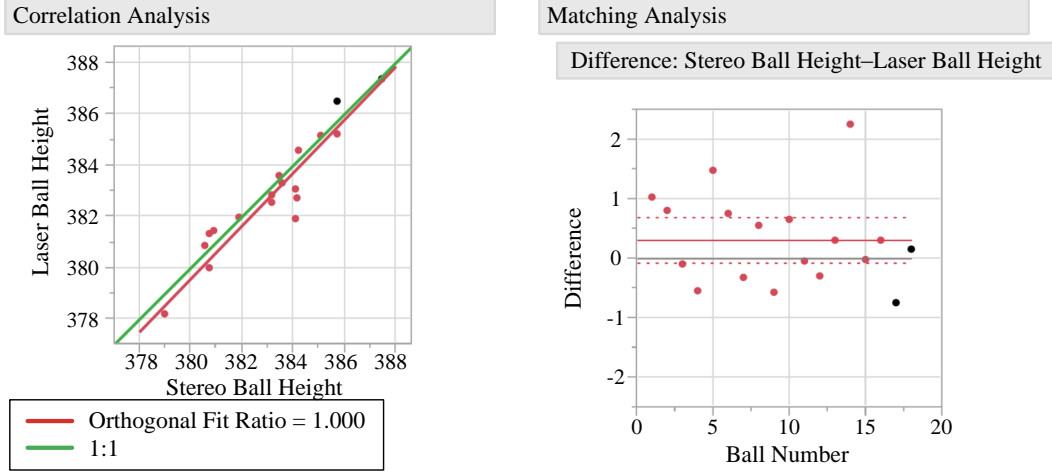 Correlation Analysis
Laser Ball Height
388
386
384
382
380
378
378 380 382 384 386 388
Stereo Ball Height
Orthogonal Fit Ratio = 1.000
1:1
Matching Analysis
Difference: Stereo Ball Height–Laser Ball Height
Difference
2
1
0
-1
-2
0 5 10 15 20
Ball Number